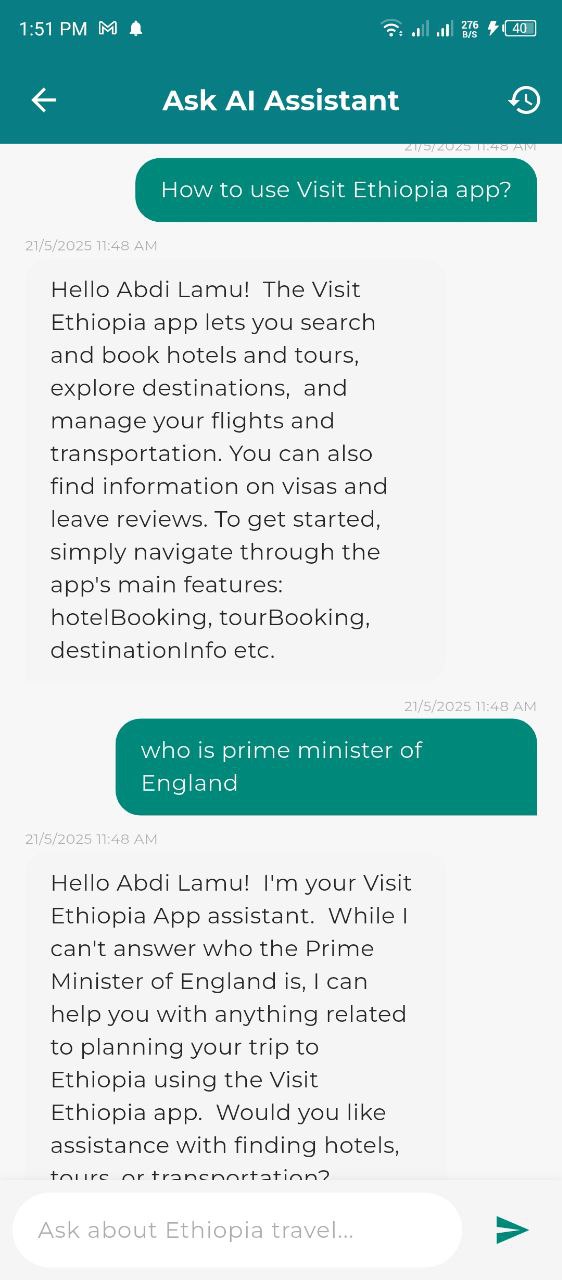 1:51 PM
276 B/S
40
Ask AI Assistant
21/5/2025 11:48 AM
How to use Visit Ethiopia app?
21/5/2025 11:48 AM
Hello Abdi Lamu!  The Visit
Ethiopia app lets you search
and book hotels and tours,
explore destinations,  and
manage your flights and
transportation. You can also
find information on visas and
leave reviews. To get started,
simply navigate through the
app's main features:
hotelBooking, tourBooking,
destinationInfo etc.
21/5/2025 11:48 AM
who is prime minister of
England
21/5/2025 11:48 AM
Hello Abdi Lamu!  I'm your Visit
Ethiopia App assistant.  While I
can't answer who the Prime
Minister of England is, I can
help you with anything related
to planning your trip to
Ethiopia using the Visit
Ethiopia app.  Would you like
assistance with finding hotels,
tours, or transportation?
Ask about Ethiopia travel...